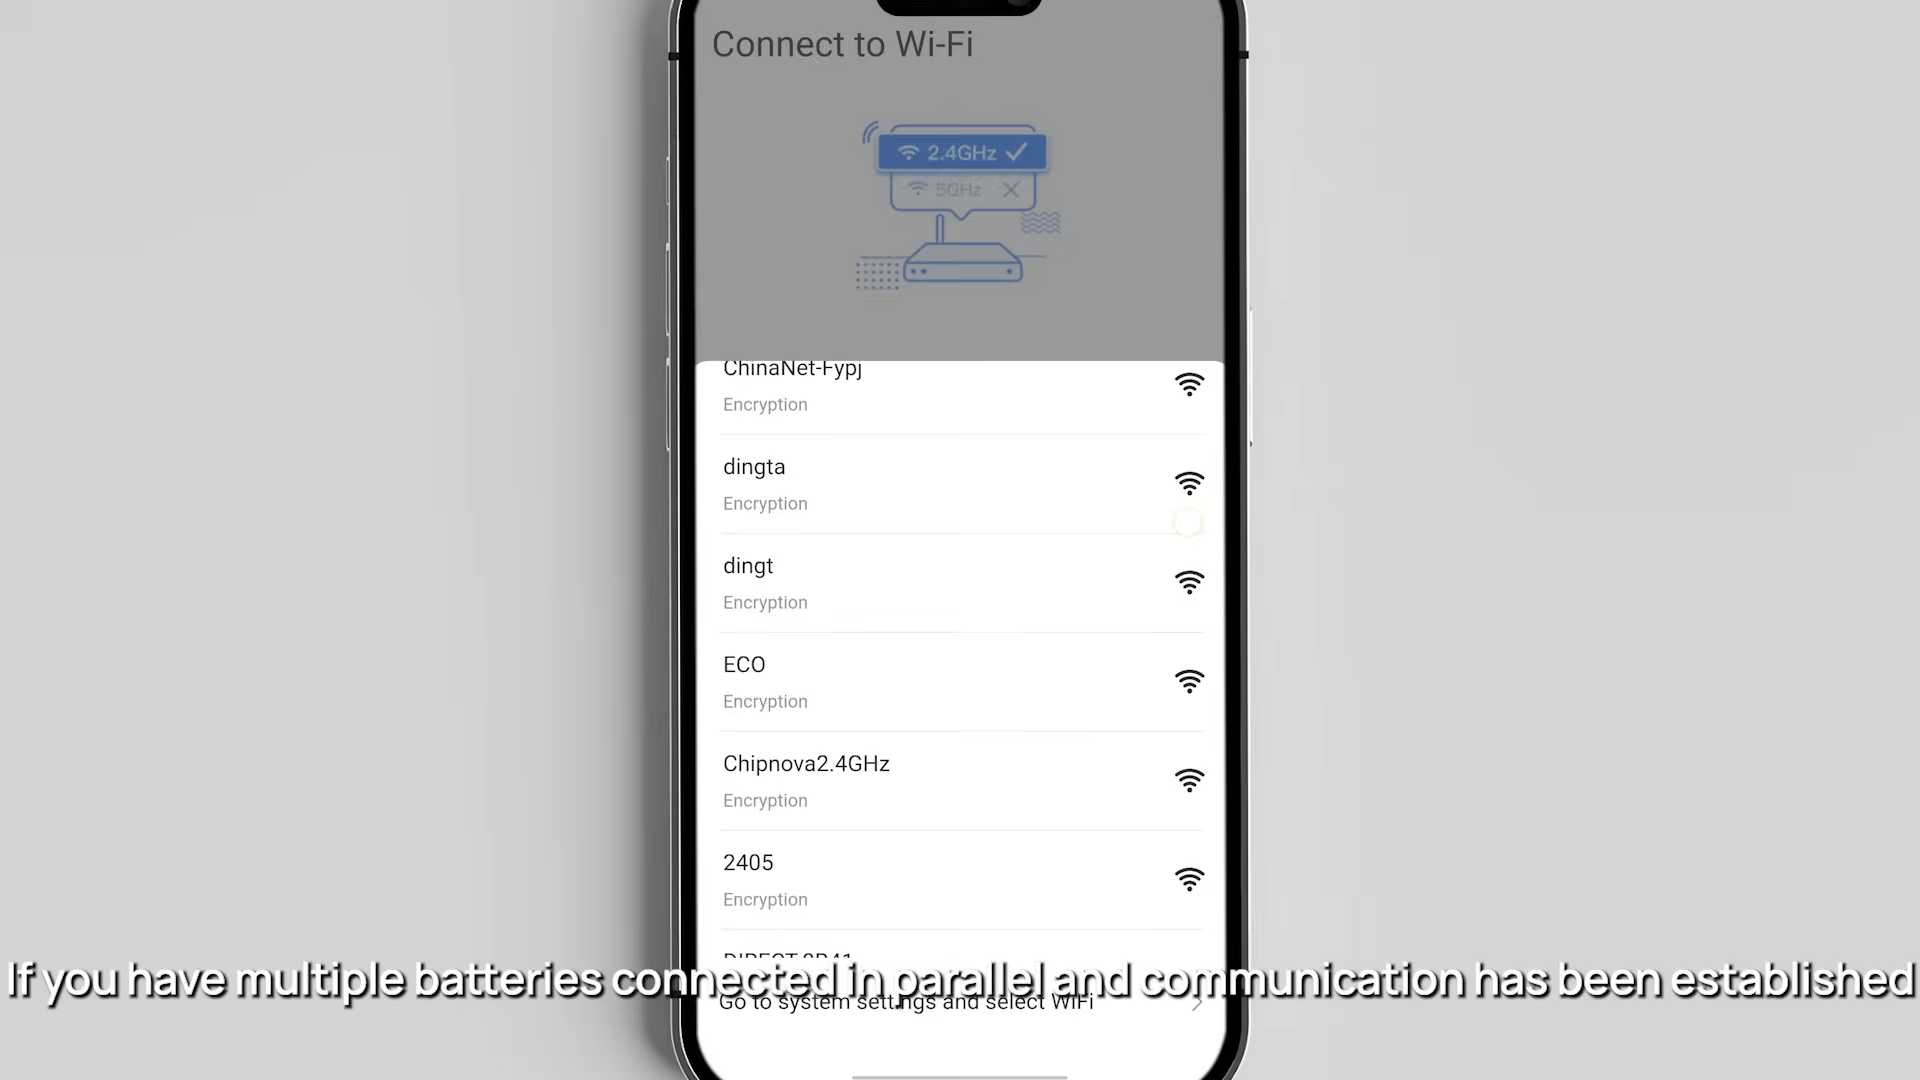 Connect to Wi-Fi
2.4GHz
5GHz
ChinaNet-Fypj
Encryption
dingta
Encryption
dingt
Encryption
ECO
Encryption
Chipnova2.4GHz
Encryption
2405
Encryption
If you have multiple batteries connected in parallel and communication has been established
Go to system settings and select WiFi